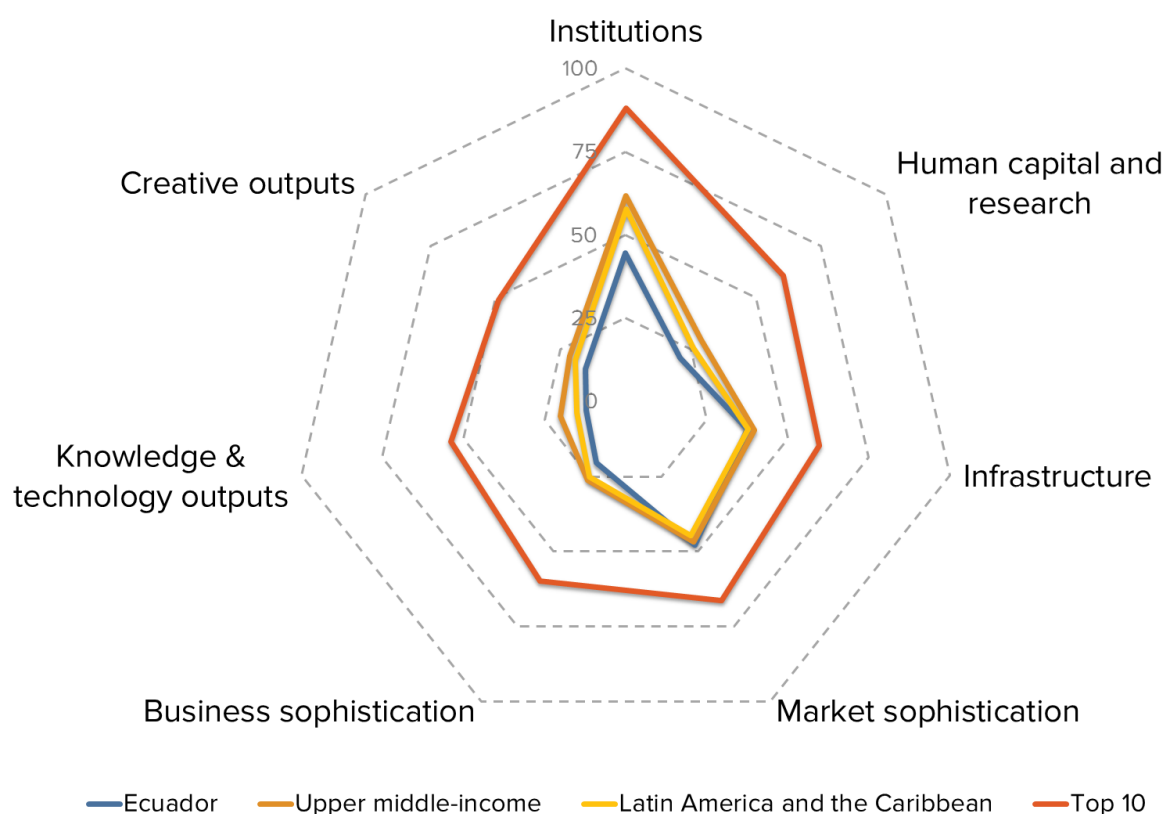 Institutions
100
Human capital and
research
75
Creative outputs
50
25
0
Knowledge &
technology outputs
Infrastructure
Business sophistication
Market sophistication
Ecuador
Upper middle-income
Latin America and the Caribbean
Top 10